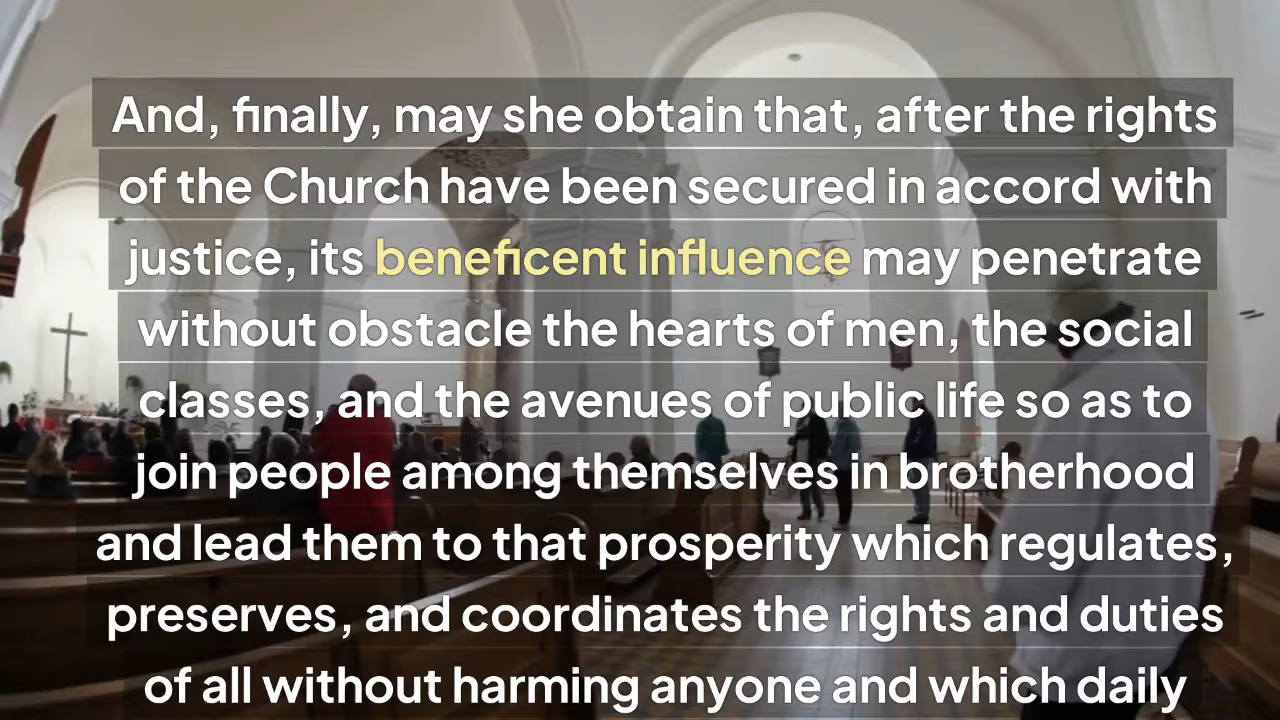 And, finally, may she obtain that, after the rights
of the Church have been secured in accord with
justice, its beneficent influence may penetrate
without obstacle the hearts of men, the social
classes, and the avenues of public life so as to
join people among themselves in brotherhood
and lead them to that prosperity which regulates,
preserves, and coordinates the rights and duties
of all without harming anyone and which daily